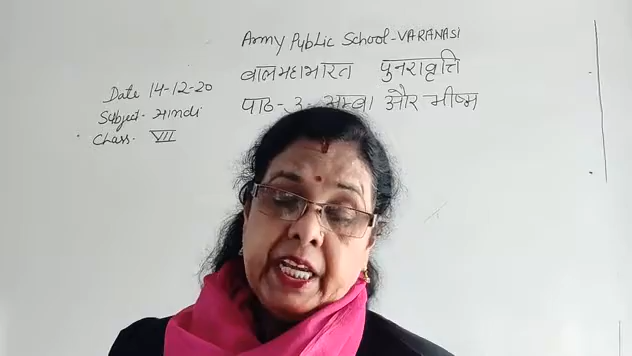 Army Public School-VARANASI
बालमहाभारत पुनरावृत्ति
पाठ-3- अम्बा और भीष्म
Date 14-12-20
Subject- Hindi
Class- VII